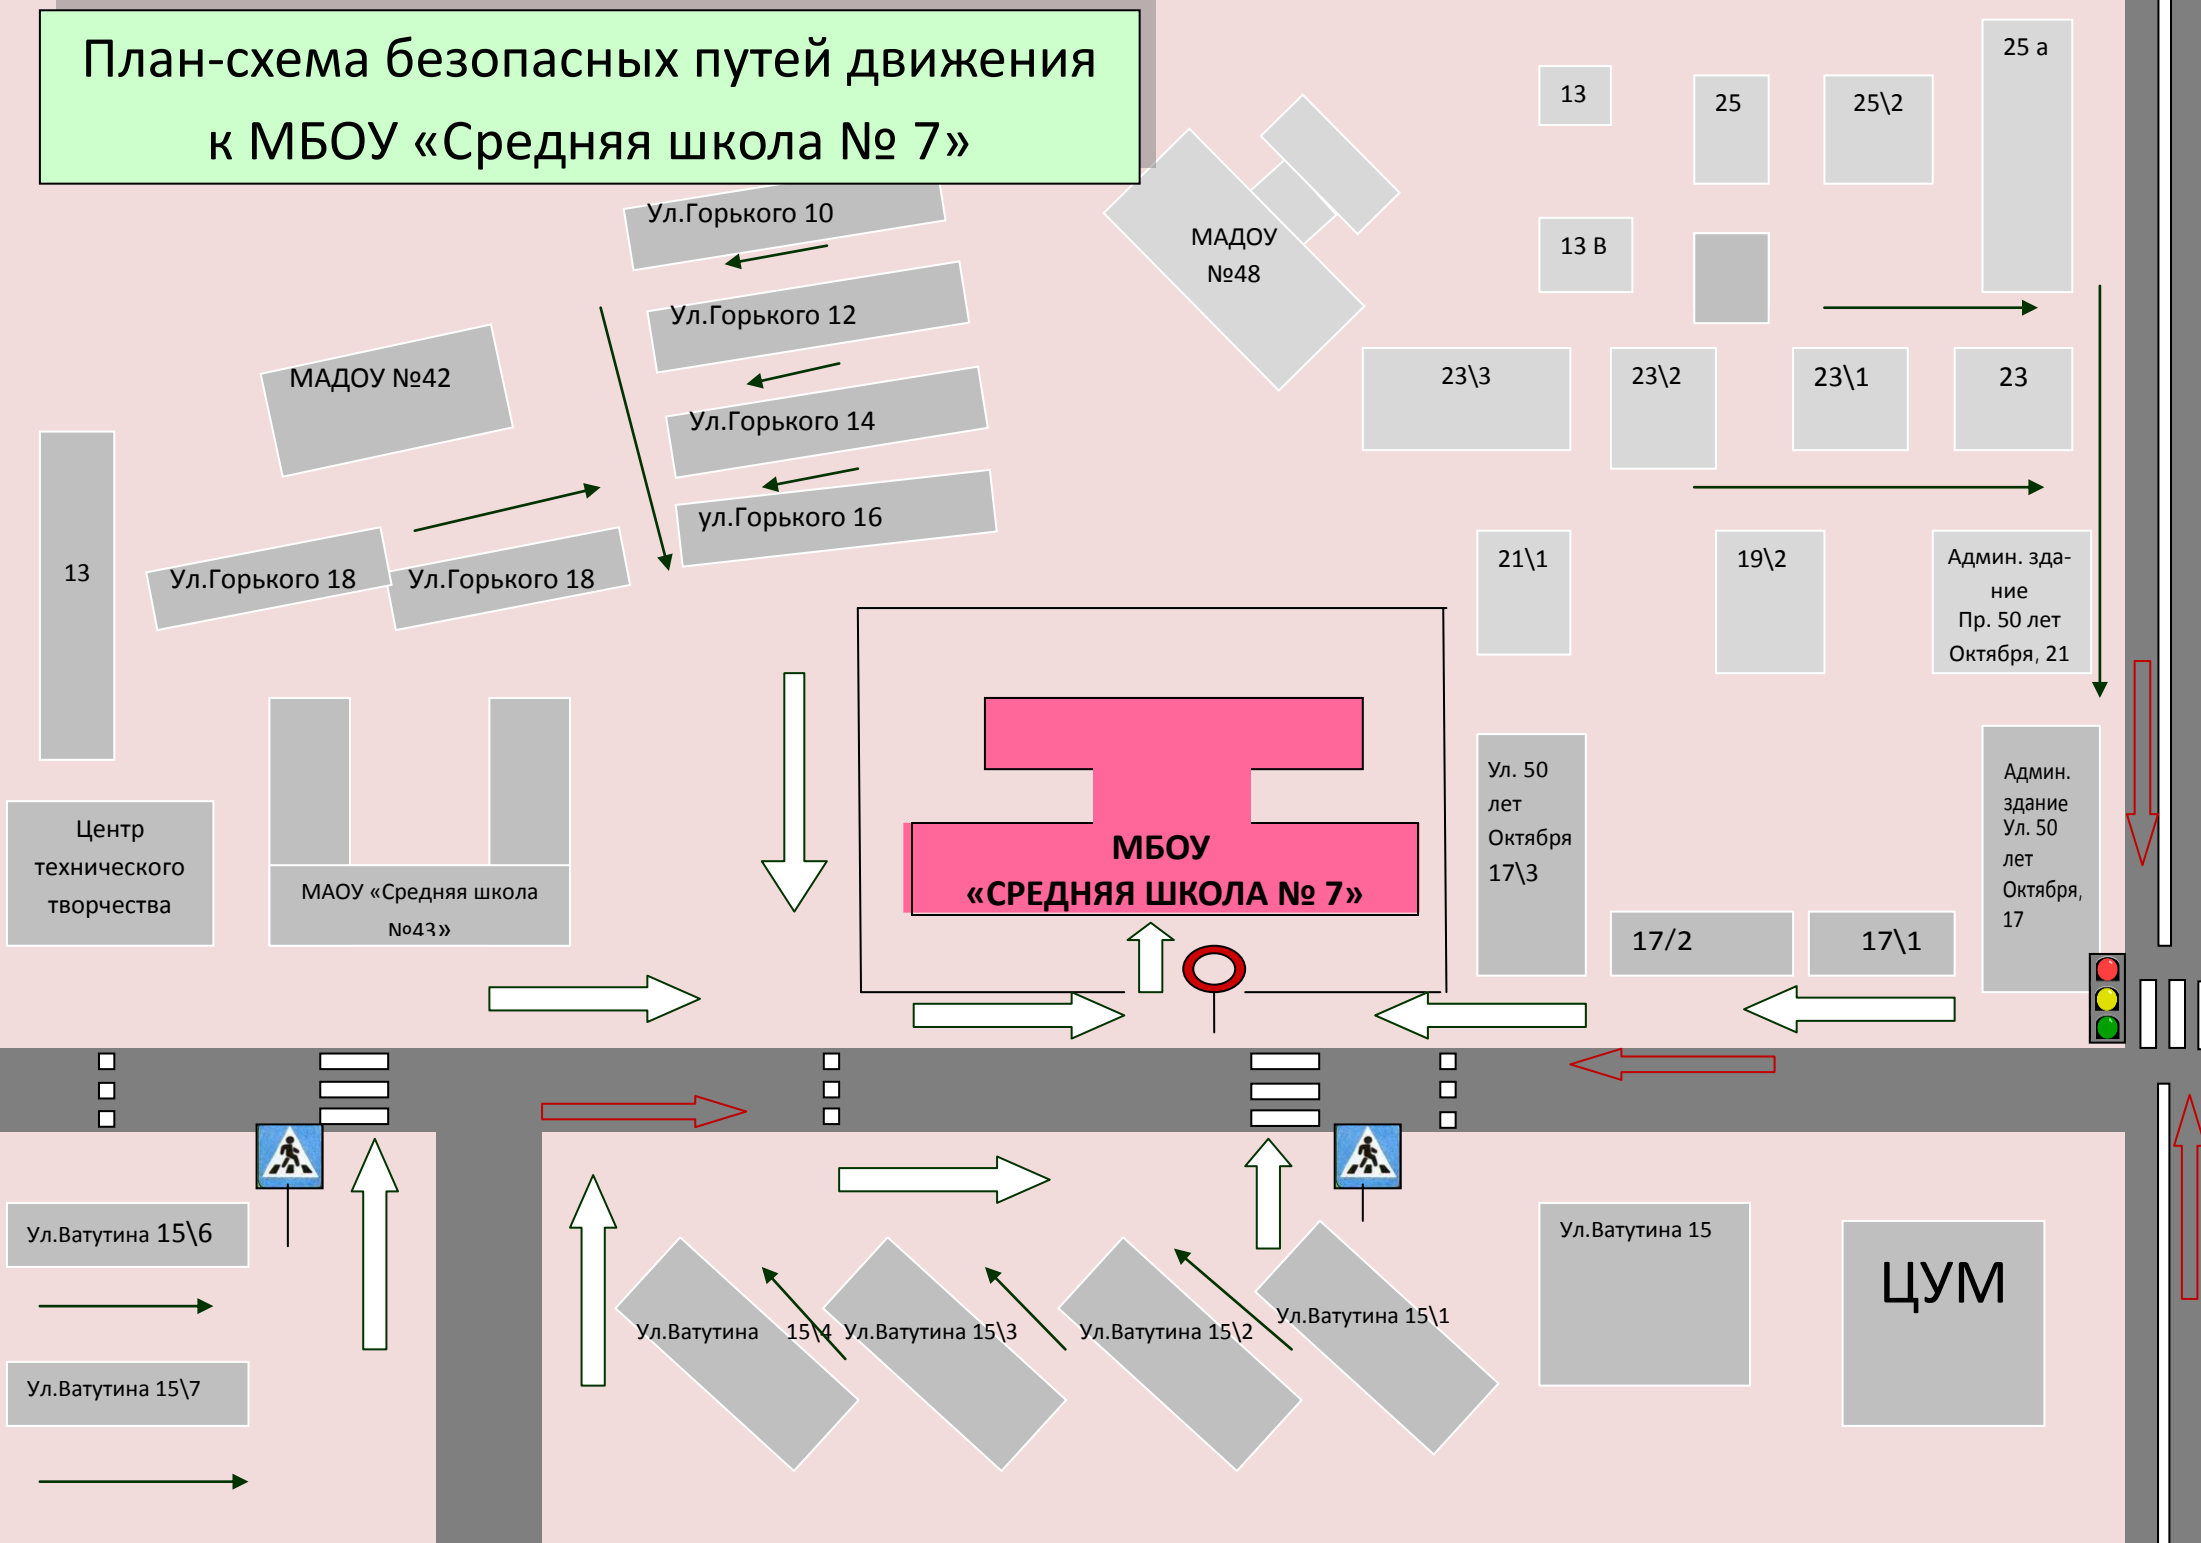 План-схема безопасных путей движения
к МБОУ «Средняя школа № 7»
25 а
13
25
25\2
Ул.Горького 10
МАДОУ
№48
13 В
Ул.Горького 12
МАДОУ №42
23\3
23\2
23\1
23
Ул.Горького 14
ул.Горького 16
13
Ул.Горького 18
Ул.Горького 18
21\1
19\2
Админ. зда-
ние
Пр. 50 лет
Октября, 21
Ул. 50
лет
Октября
17\3
Админ.
здание
Ул. 50
лет
Октября,
17
Центр
технического
творчества
МАОУ «Средняя школа
№43»
МБОУ
«СРЕДНЯЯ ШКОЛА № 7»
17/2
17\1
Ул.Ватутина 15\6
Ул.Ватутина 15\7
Ул.Ватутина 15\4
Ул.Ватутина 15\3
Ул.Ватутина 15\2
Ул.Ватутина 15\1
Ул.Ватутина 15
ЦУМ